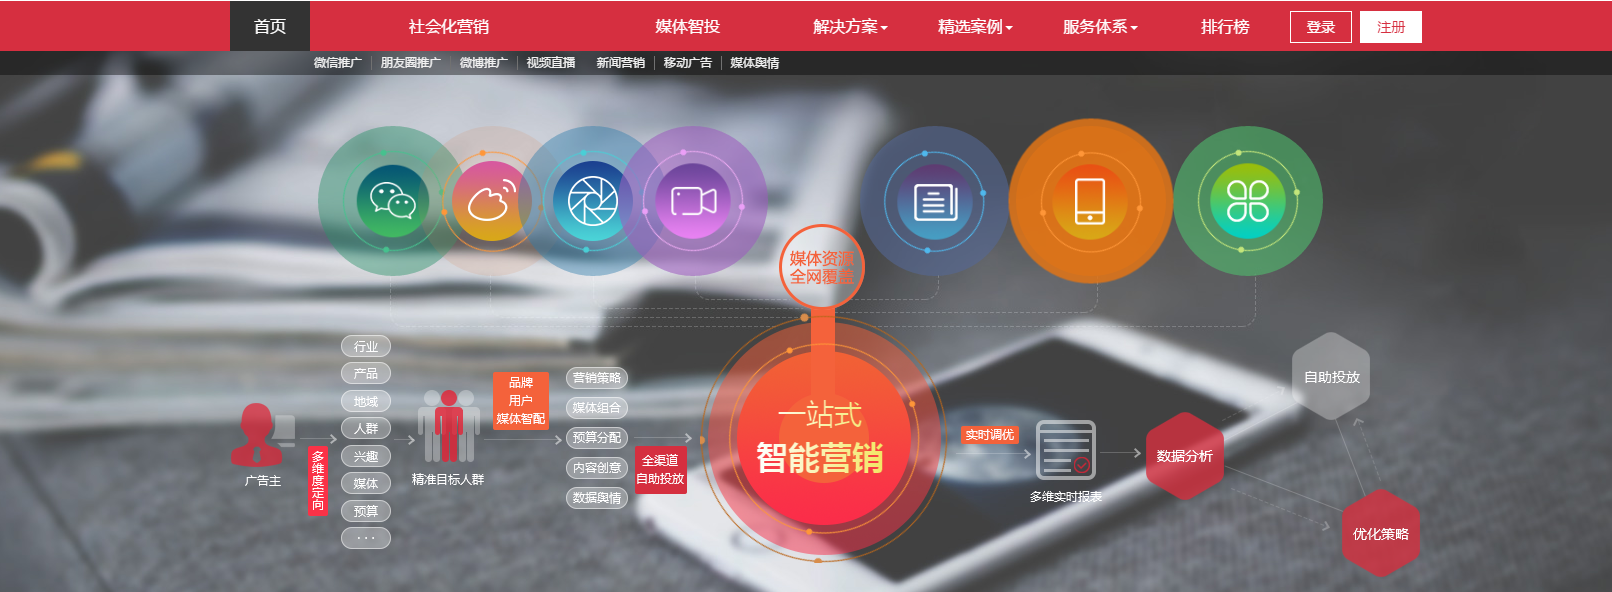 首页 社会化营销 媒体智投 解决方案 精选案例 服务体系 排行榜 登录 注册
微信推广 朋友圈推广 微博推广 视频直播 新闻营销 移动广告 媒体舆情
媒体资源
全网覆盖
广告主
多维度定向
行业
产品
地域
人群
兴趣
媒体
预算
···
精准目标人群
品牌
用户
媒体智配
营销策略
媒体组合
预算分配
内容创意
数据舆情
全渠道
自助投放
一站式
智能营销
实时调优
多维实时报表
数据分析
自助投放
优化策略